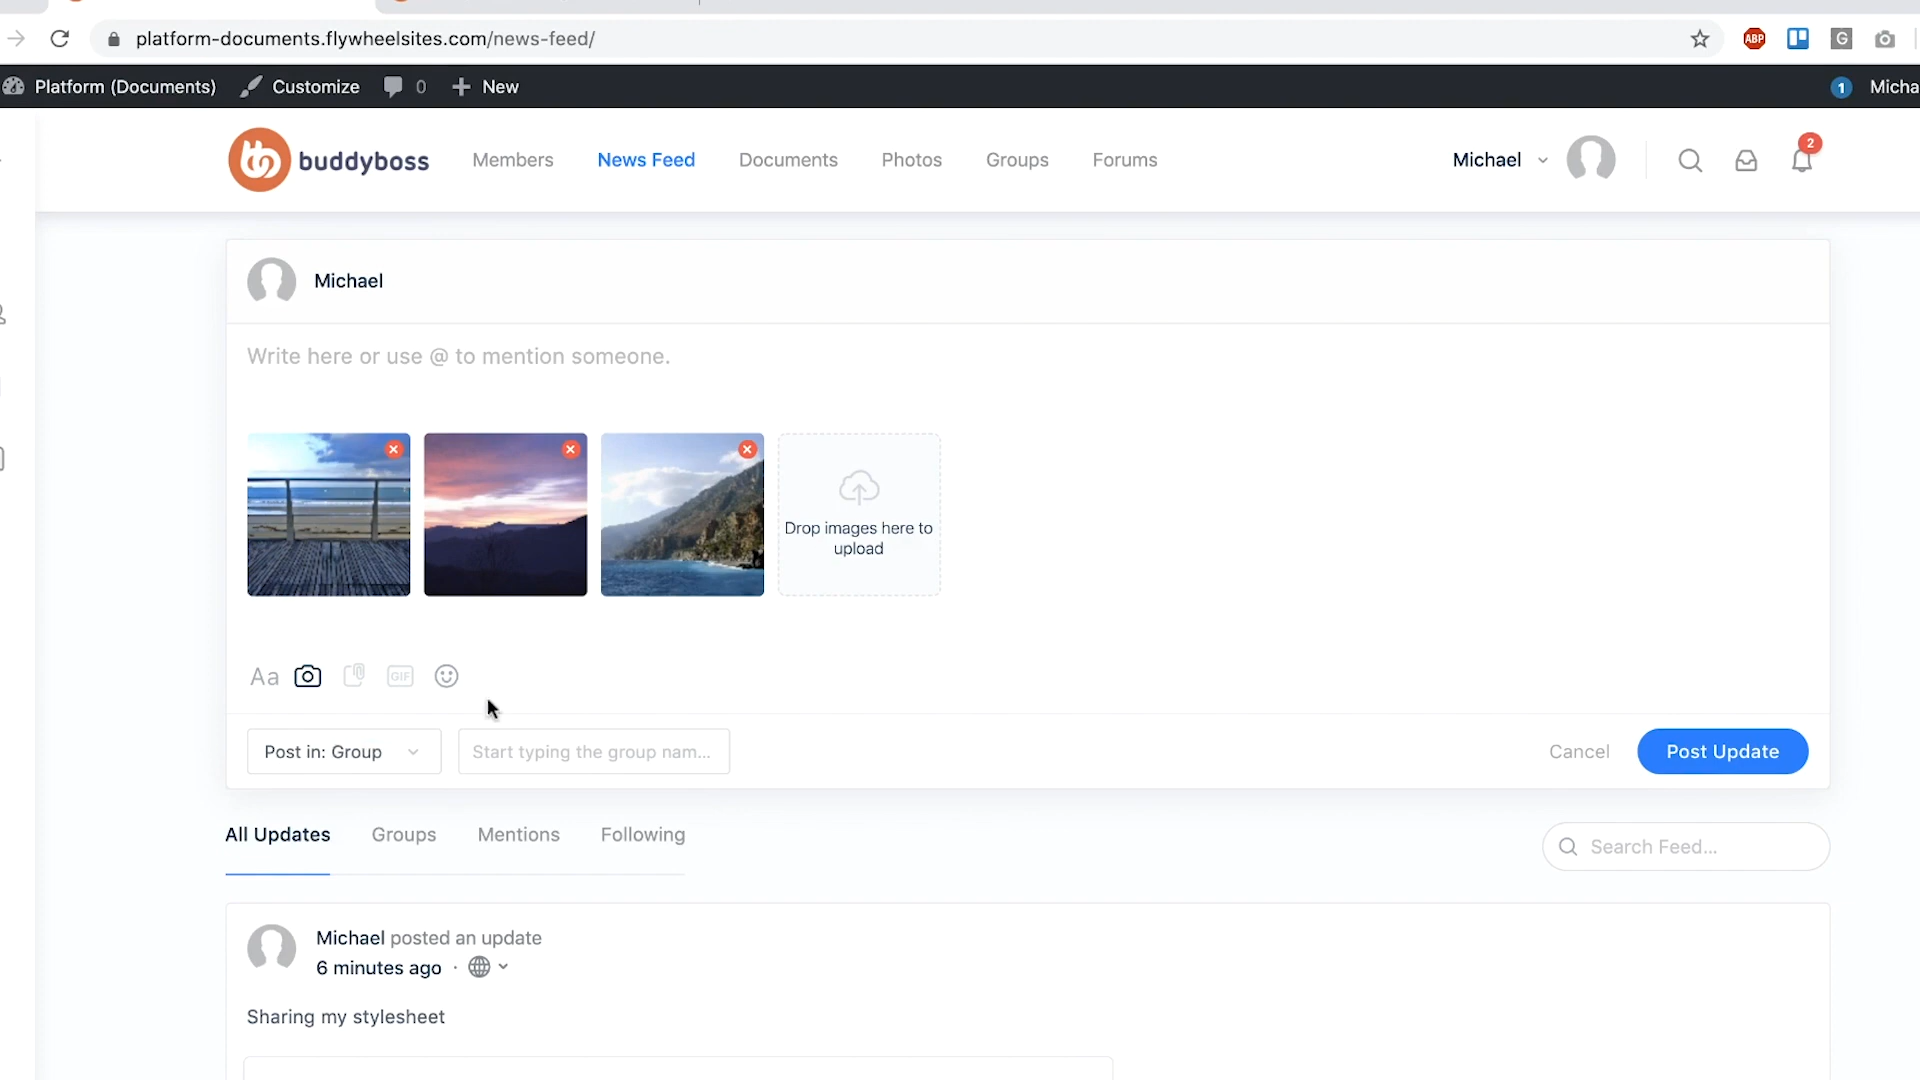 platform-documents.flywheelsites.com/news-feed/
ABP
G
Platform (Documents)
Customize
0
New
1
Micha
buddyboss
Members
News Feed
Documents
Photos
Groups
Forums
Michael
2
Michael
Write here or use @ to mention someone.
Drop images here to
upload
Aa
GIF
Post in: Group
Start typing the group nam...
Cancel
Post Update
All Updates
Groups
Mentions
Following
Search Feed...
Michael posted an update
6 minutes ago ·
Sharing my stylesheet